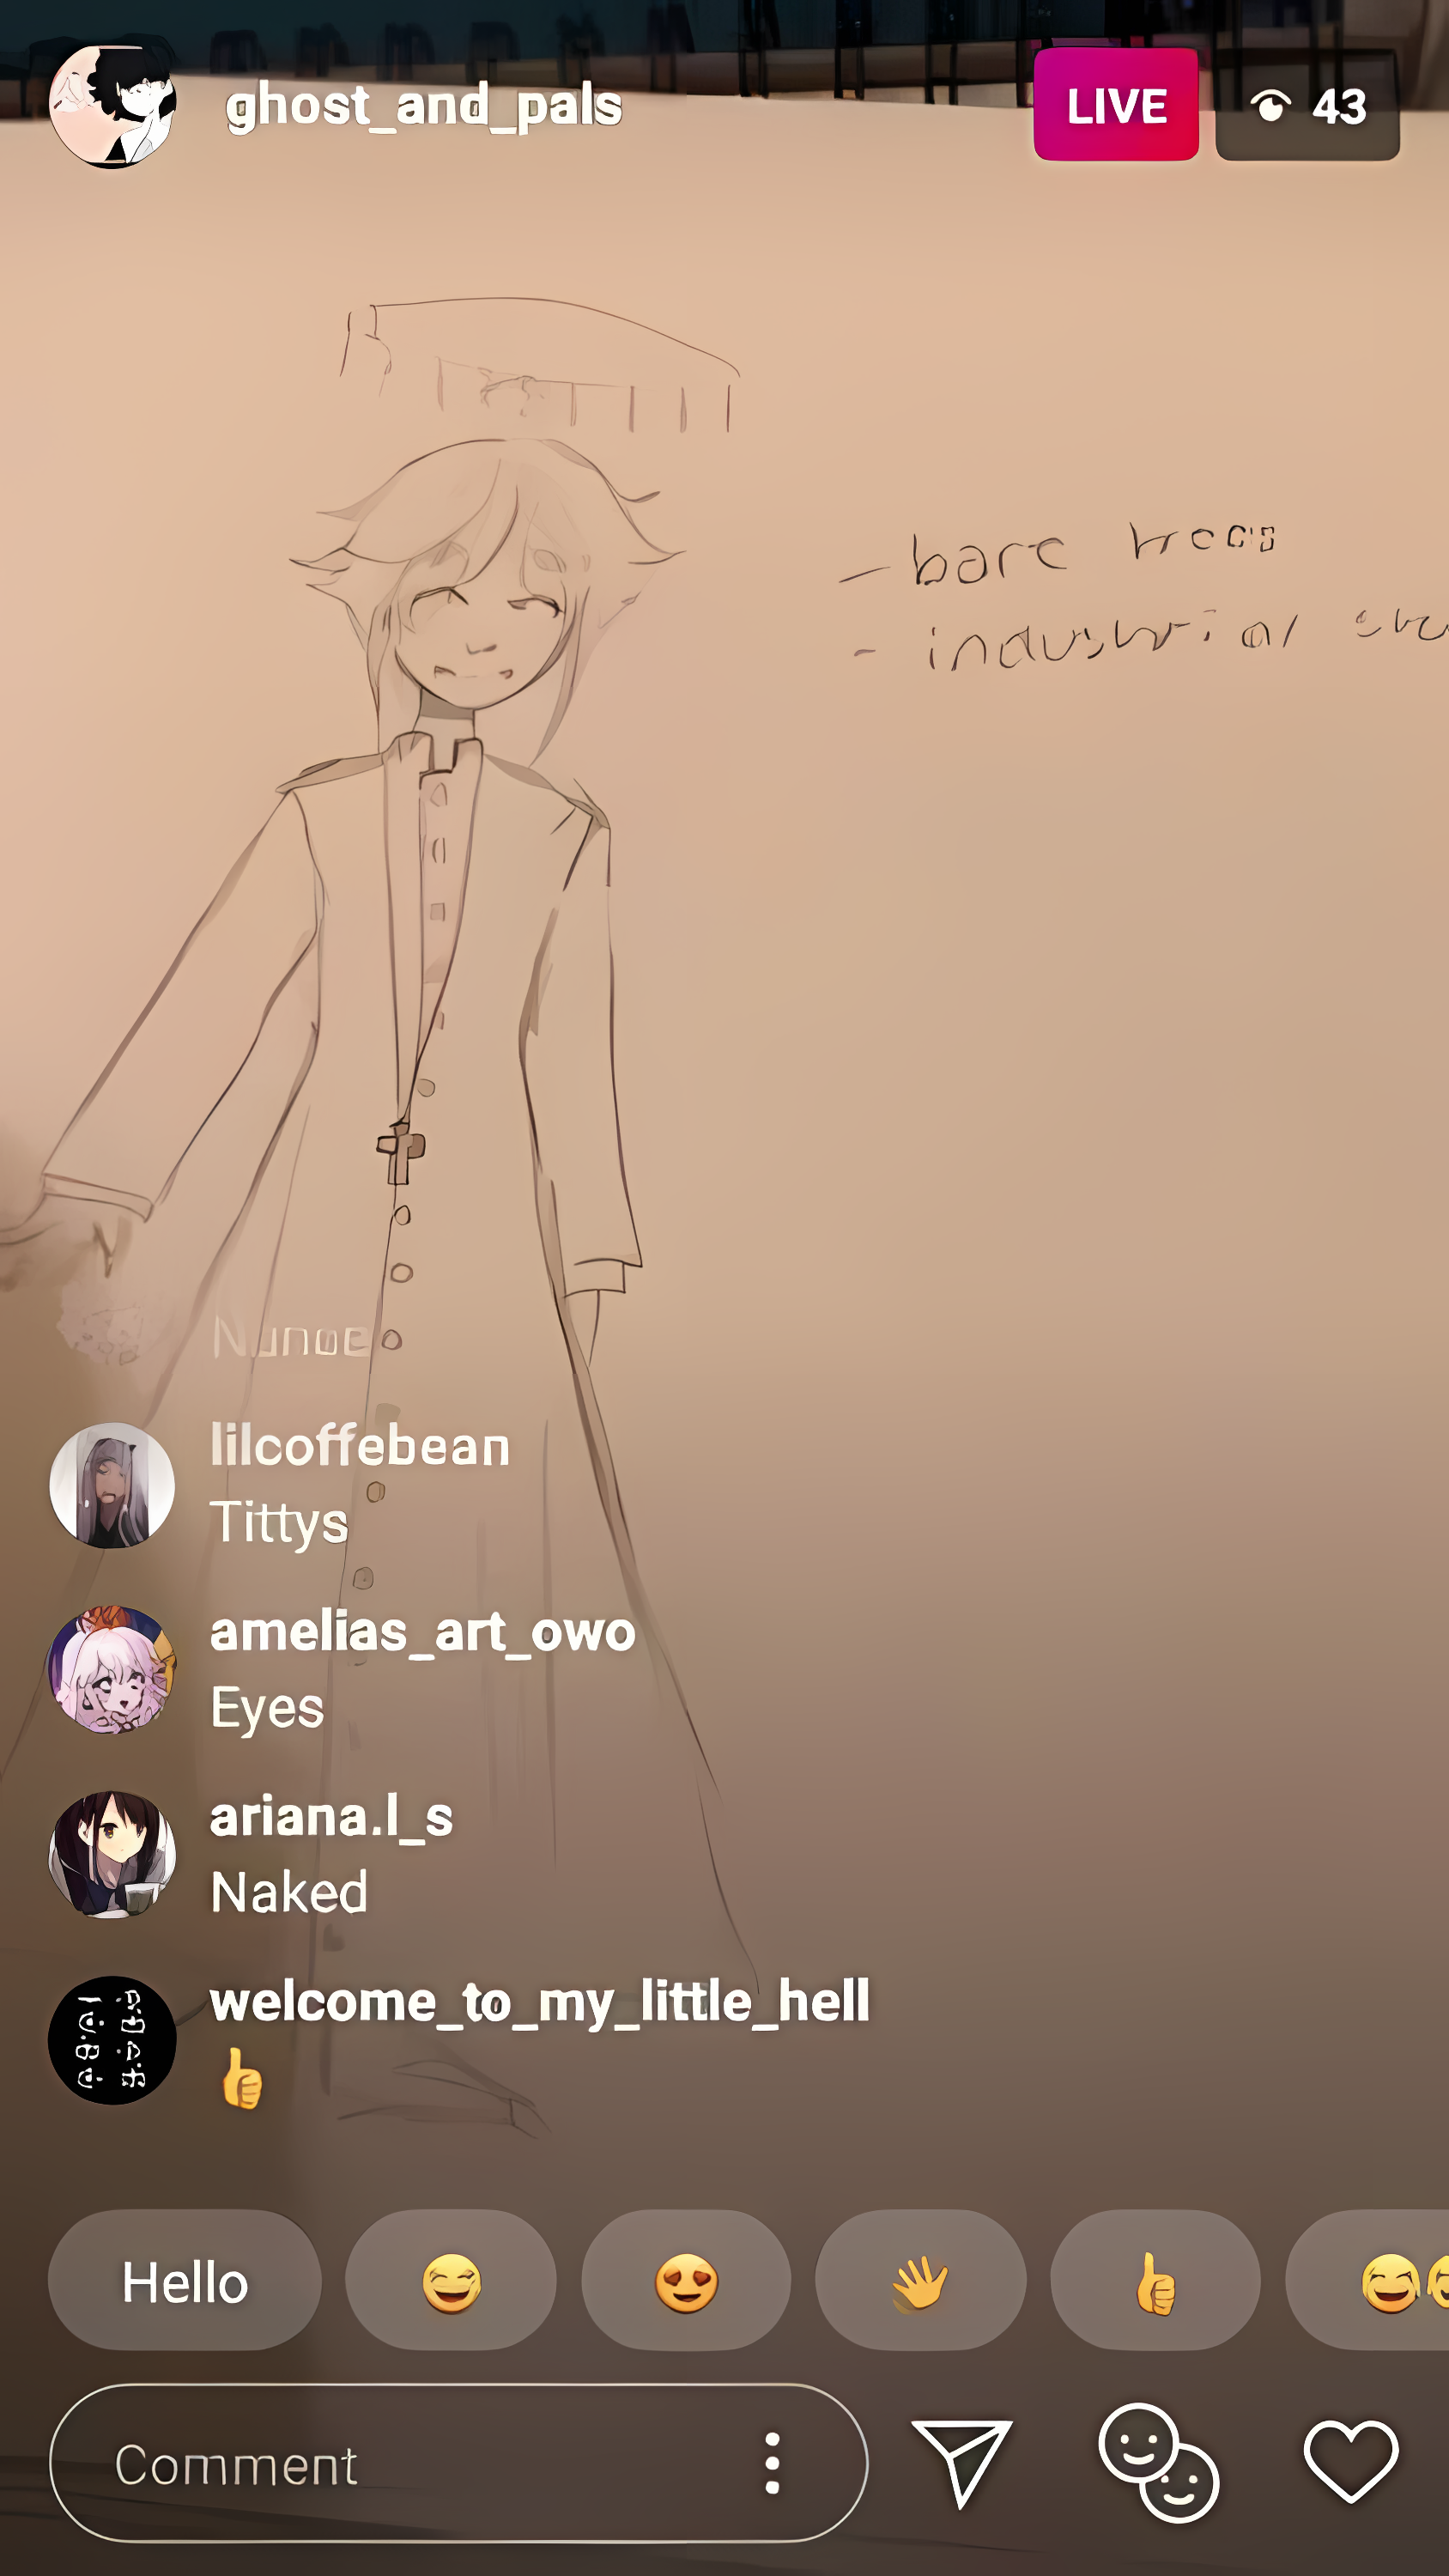 ghost_and_pals
LIVE
43
- bare trees
- industrial
lilcoffebean
Tittys
amelias_art_owo
Eyes
ariana.l_s
Naked
welcome_to_my_little_hell
👍
Hello
Comment